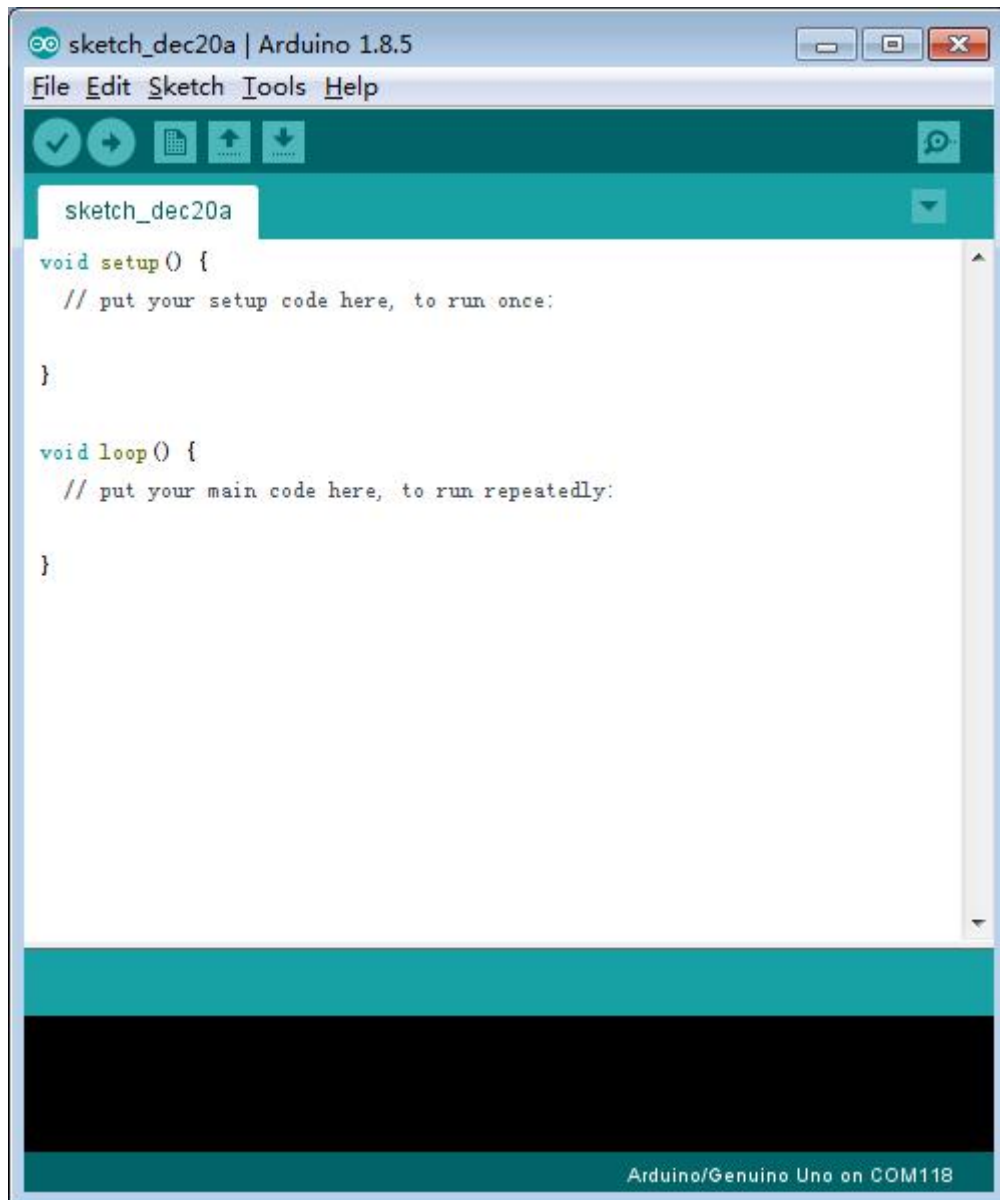 sketch_dec20a | Arduino 1.8.5
File Edit Sketch Tools Help
sketch_dec20a
void setup() {
  // put your setup code here, to run once:
}
void loop() {
  // put your main code here, to run repeatedly:
}
Arduino/Genuino Uno on COM118